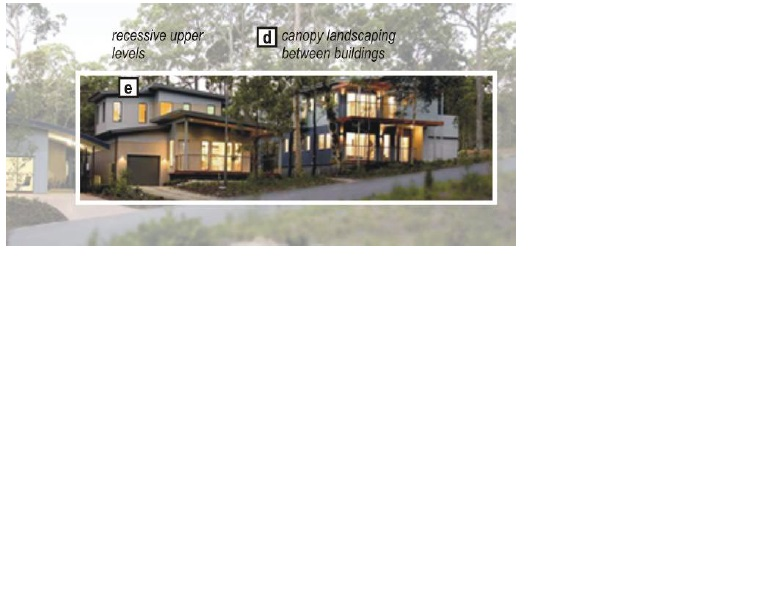 recessive upper
levels
d canopy landscaping
between buildings
e